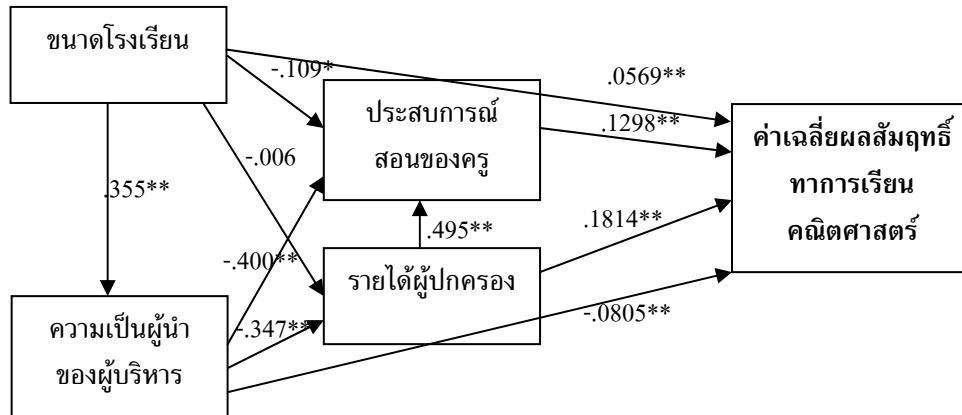 ขนาดโรงเรียน
-.109*
.0569**
ประสบการณ์
สอนของครู
.1298**
ค่าเฉลี่ยผลสัมฤทธิ์
ทาการเรียน
คณิตศาสตร์
-.006
.355**
.495**
.1814**
-.400**
รายได้ผู้ปกครอง
-.347**
-.0805**
ความเป็นผู้นำ
ของผู้บริหาร